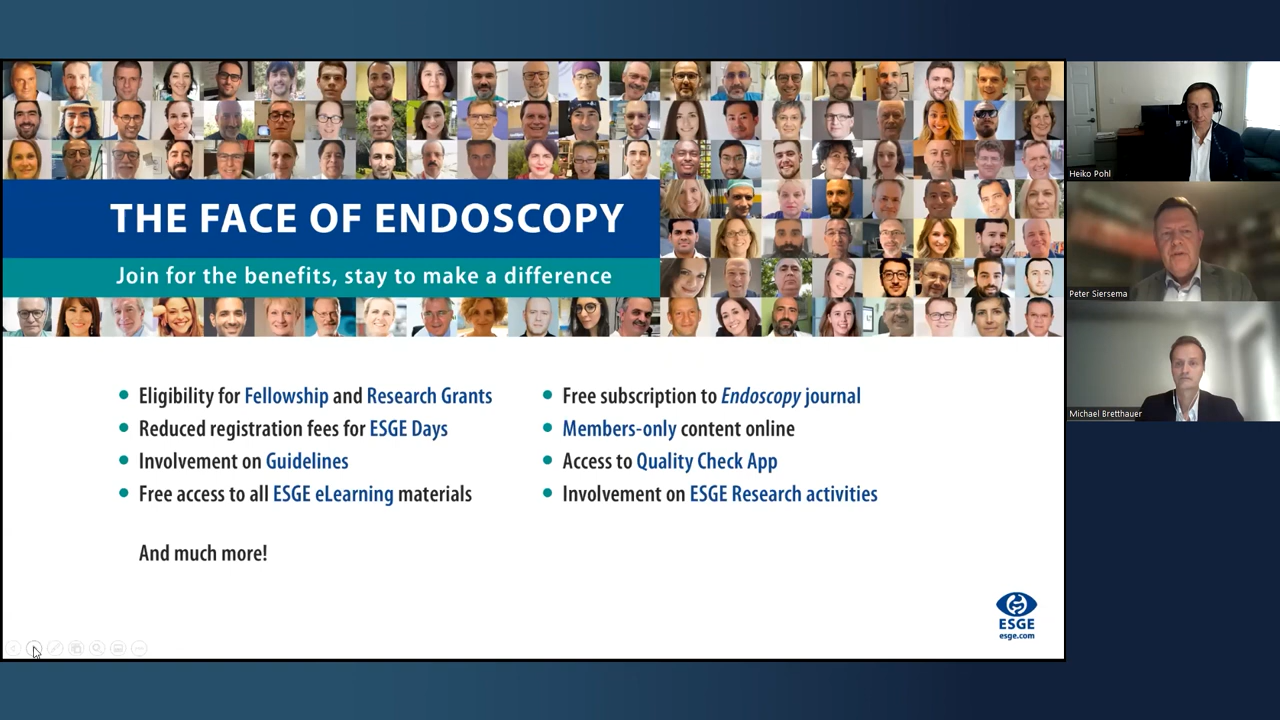 THE FACE OF ENDOSCOPY
Join for the benefits, stay to make a difference
Eligibility for Fellowship and Research Grants
Reduced registration fees for ESGE Days
Involvement on Guidelines
Free access to all ESGE eLearning materials
And much more!
Free subscription to Endoscopy journal
Members-only content online
Access to Quality Check App
Involvement on ESGE Research activities
ESGE
esge.com
Heiko Pohl
Peter Siersema
Michael Bretthauer